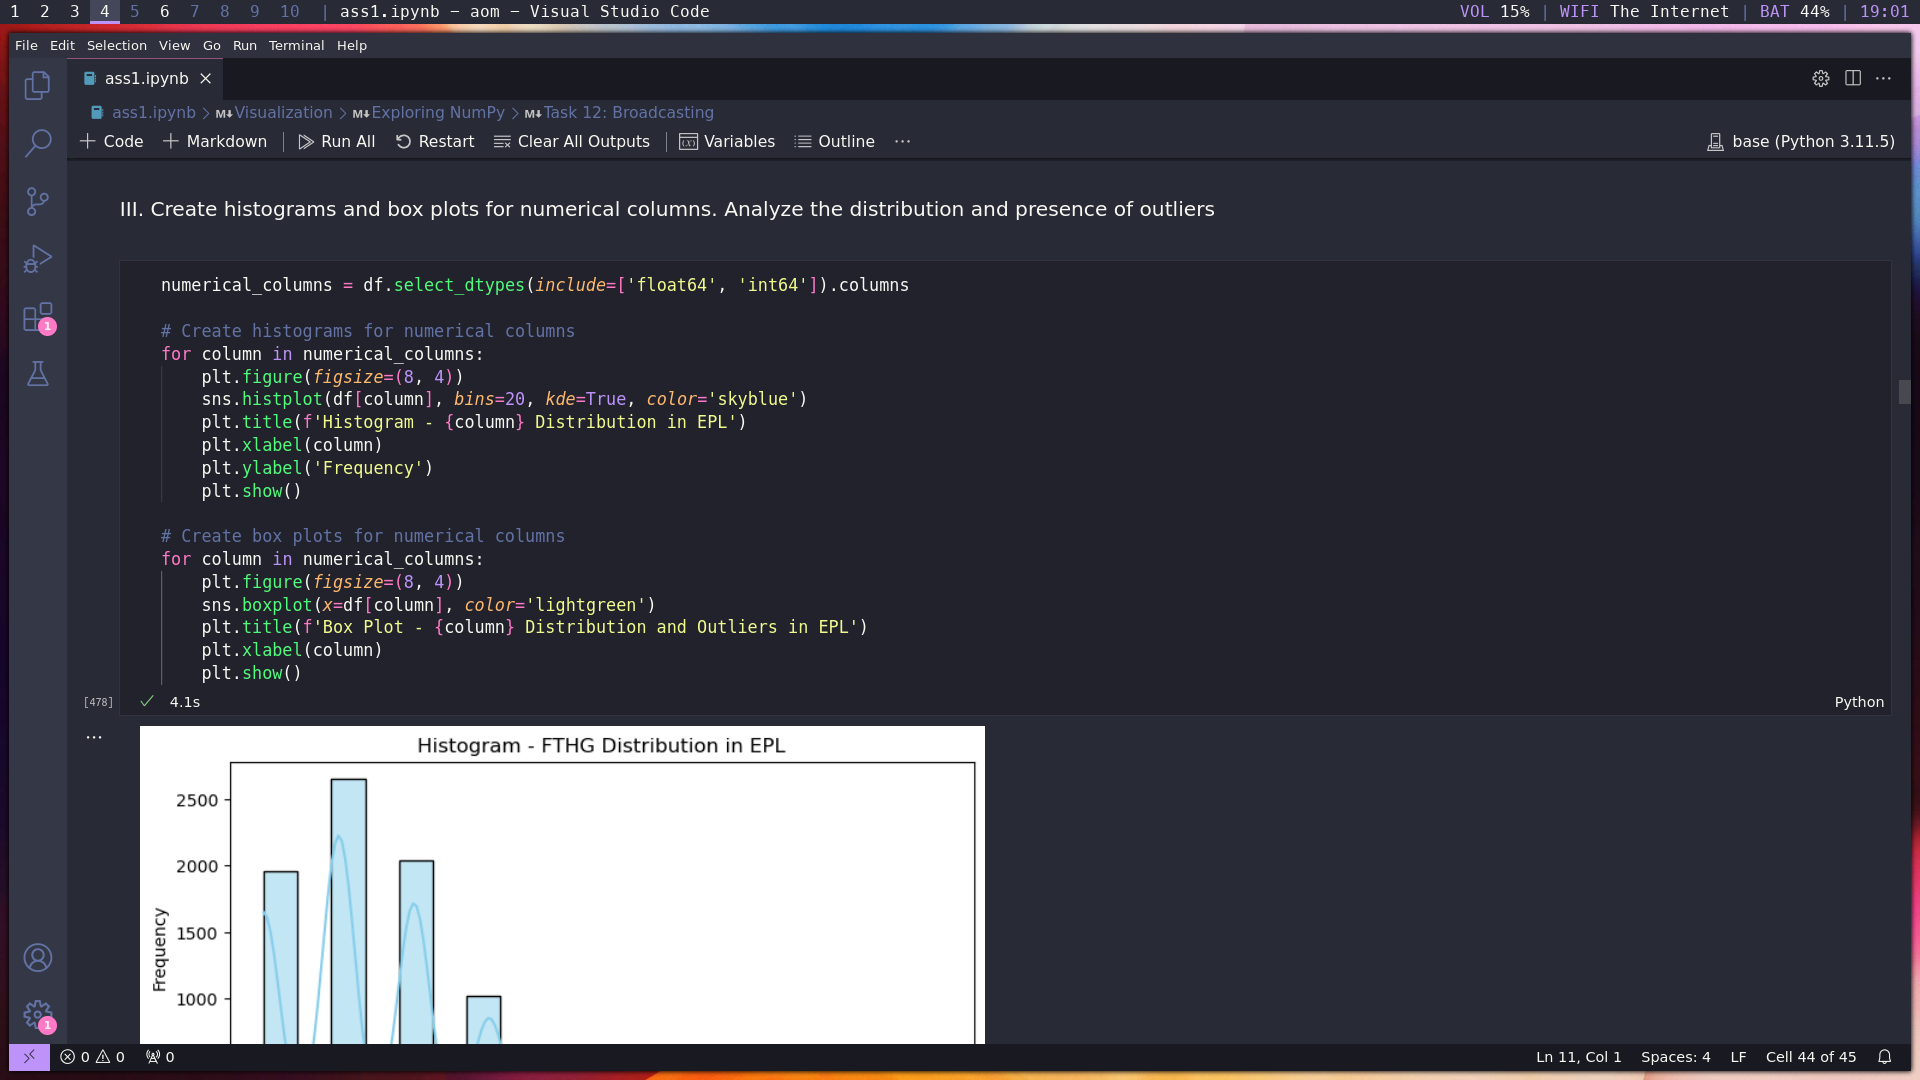 1 2 3 4 5 6 7 8 9 10 | ass1.ipynb — aom — Visual Studio Code VOL 15% | WIFI The Internet | BAT 44% | 19:01
File Edit Selection View Go Run Terminal Help
ass1.ipynb
ass1.ipynb > M↓Visualization > M↓Exploring NumPy > M↓Task 12: Broadcasting
Code Markdown Run All Restart Clear All Outputs Variables Outline ... base (Python 3.11.5)
III. Create histograms and box plots for numerical columns. Analyze the distribution and presence of outliers
numerical_columns = df.select_dtypes(include=['float64', 'int64']).columns
# Create histograms for numerical columns
for column in numerical_columns:
    plt.figure(figsize=(8, 4))
    sns.histplot(df[column], bins=20, kde=True, color='skyblue')
    plt.title(f'Histogram - {column} Distribution in EPL')
    plt.xlabel(column)
    plt.ylabel('Frequency')
    plt.show()
# Create box plots for numerical columns
for column in numerical_columns:
    plt.figure(figsize=(8, 4))
    sns.boxplot(x=df[column], color='lightgreen')
    plt.title(f'Box Plot - {column} Distribution and Outliers in EPL')
    plt.xlabel(column)
    plt.show()
[478] 4.1s Python
...
Histogram - FTHG Distribution in EPL
2500
2000
1500
1000
Frequency
1
1
0 0 0 Ln 11, Col 1 Spaces: 4 LF Cell 44 of 45